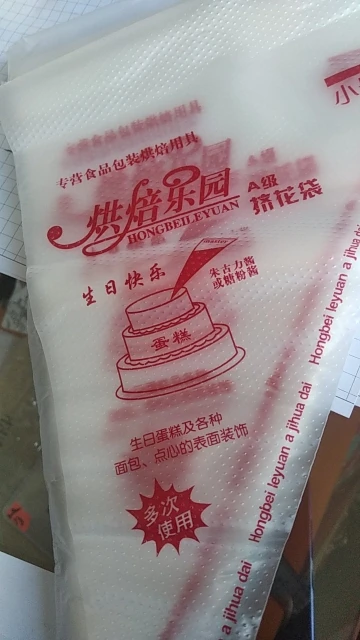 专营食品包装烘焙用具
烘焙乐园
HONGBEILEYUAN
A级
挤花袋
生日快乐
朱古力酱
或糖粉酱
蛋糕
生日蛋糕及各种
面包、点心的表面装饰
多次
使用
小
Hongbei leyuan a jihua dai
Hongbei leyuan a jihua dai
a jihua dai